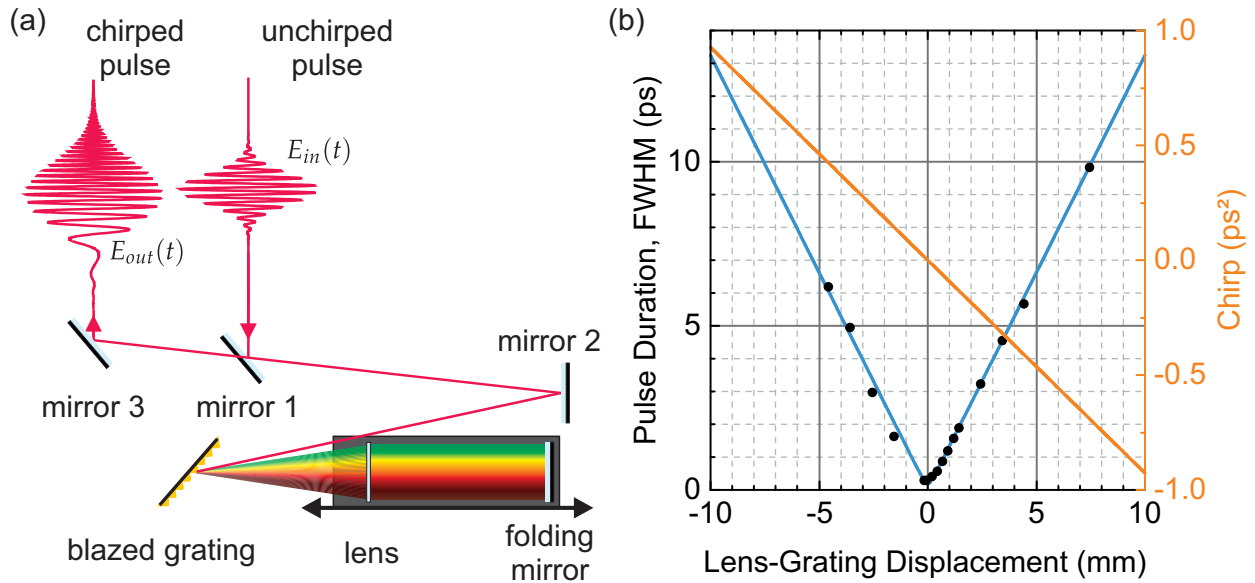 (a)
chirped
pulse
unchirped
pulse
E_in(t)
E_out(t)
mirror 2
mirror 3
mirror 1
blazed grating
lens
folding
mirror
(b)
Pulse Duration, FWHM (ps)
10
5
0
-10
-5
0
5
10
Lens-Grating Displacement (mm)
1.0
0.5
0.0
-0.5
-1.0
Chirp (ps²)